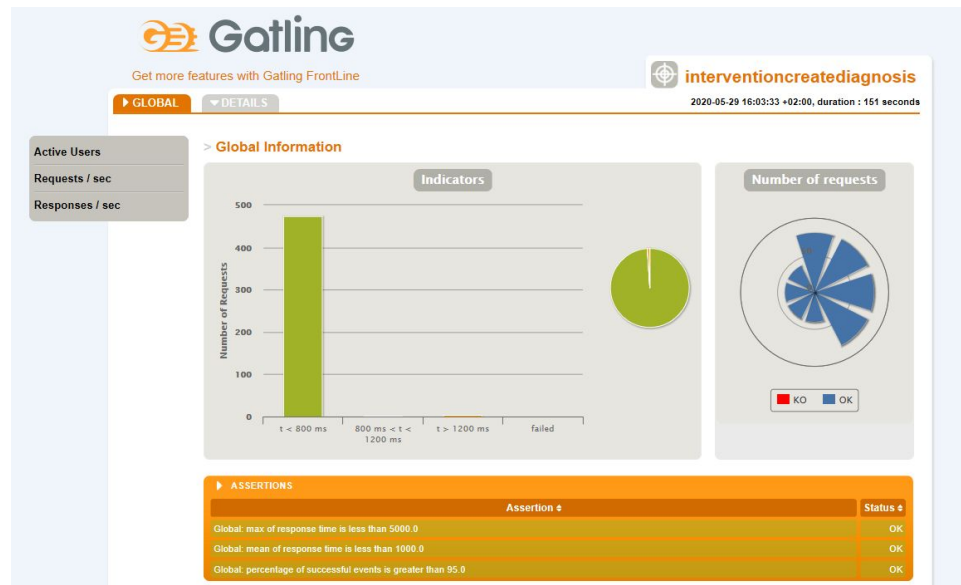 Gatling
Get more features with Gatling FrontLine
interventioncreatediagnosis
GLOBAL
DETAILS
2020-05-29 16:03:33 +02:00, duration : 151 seconds
Active Users
Requests / sec
Responses / sec
> Global Information
Indicators
Number of Requests
500
400
300
200
100
0
t < 800 ms
800 ms < t <
1200 ms
t > 1200 ms
failed
Number of requests
KO
OK
ASSERTIONS
Assertion
Status
Global: max of response time is less than 5000.0
OK
Global: mean of response time is less than 1000.0
OK
Global: percentage of successful events is greater than 95.0
OK